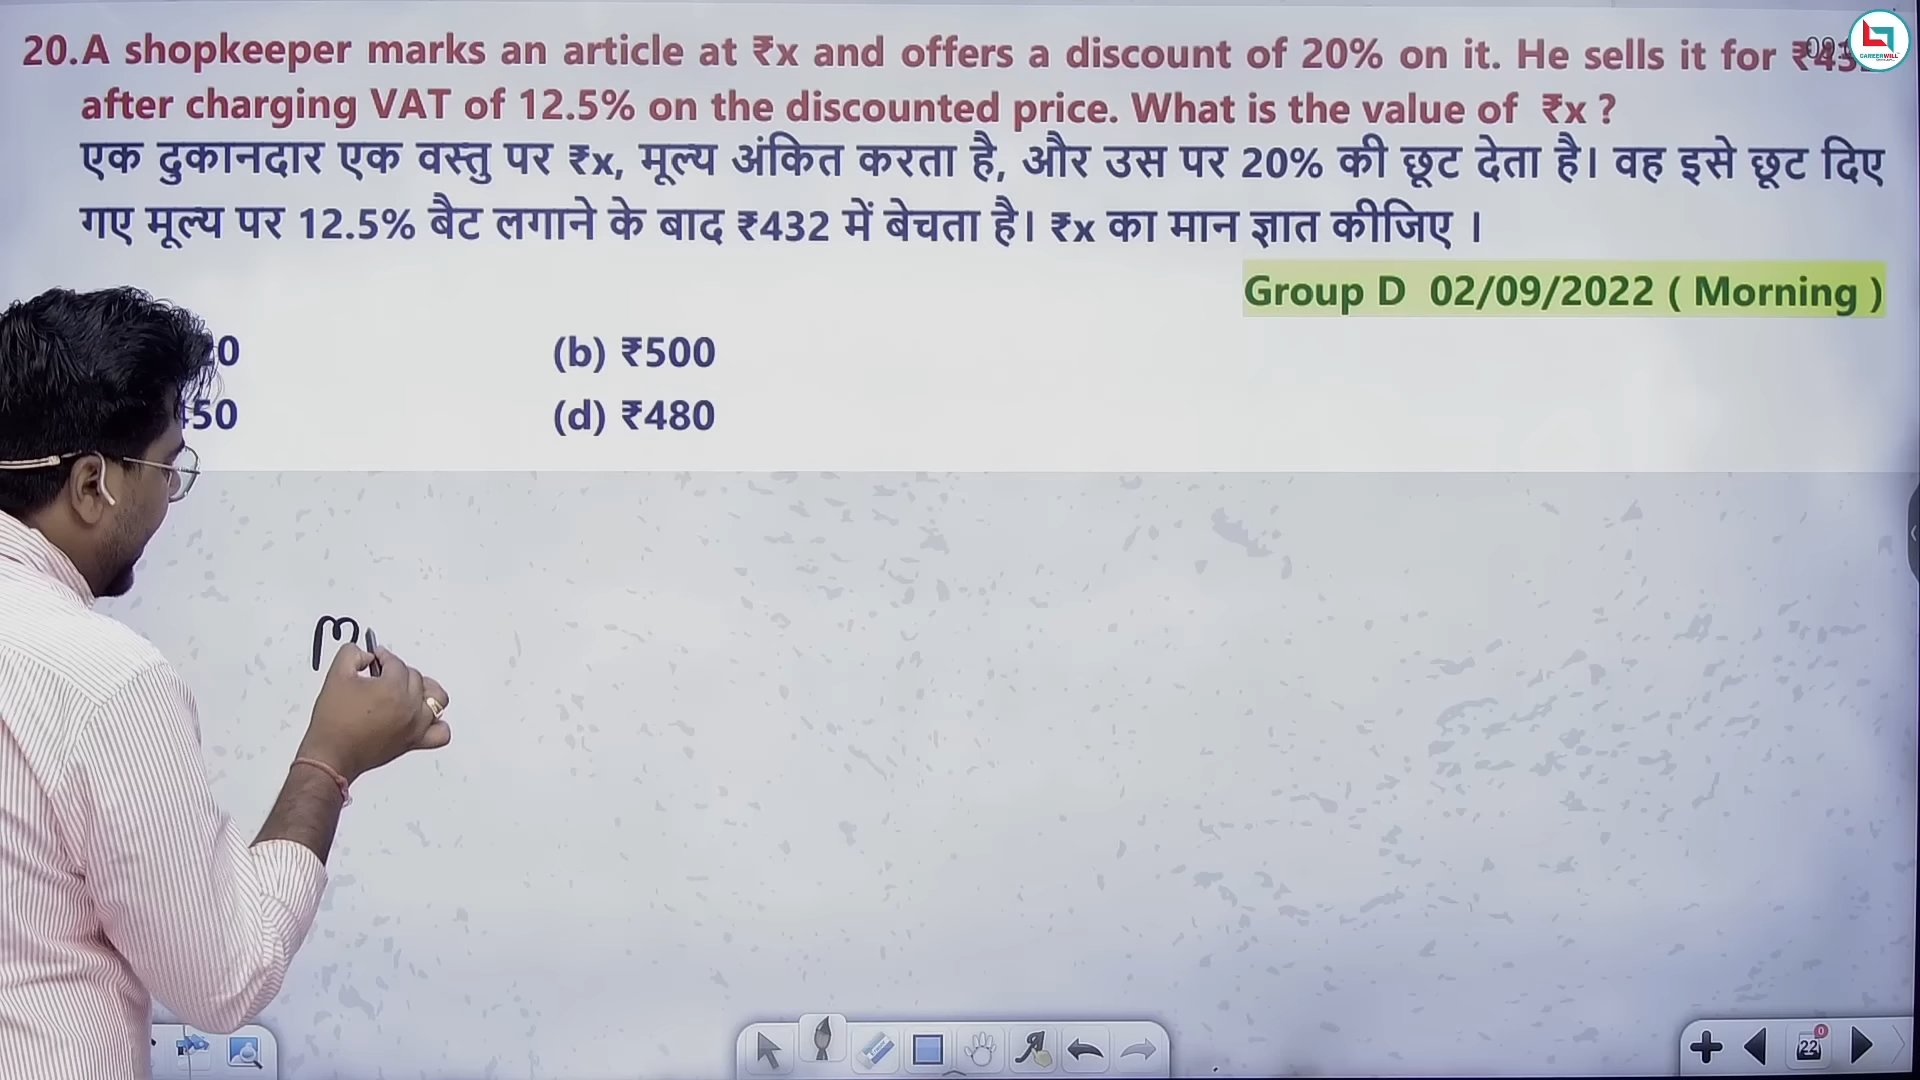 20.A shopkeeper marks an article at ₹x and offers a discount of 20% on it. He sells it for
after charging VAT of 12.5% on the discounted price. What is the value of ₹x ?
एक दुकानदार एक वस्तु पर ₹x, मूल्य अंकित करता है, और उस पर 20% की छूट देता है। वह इसे छूट दिए
गए मूल्य पर 12.5% बैट लगाने के बाद ₹432 में बेचता है। ₹x का मान ज्ञात कीजिए ।
Group D 02/09/2022 ( Morning )
(b) ₹500
(d) ₹480
CAREERWILL
22
0